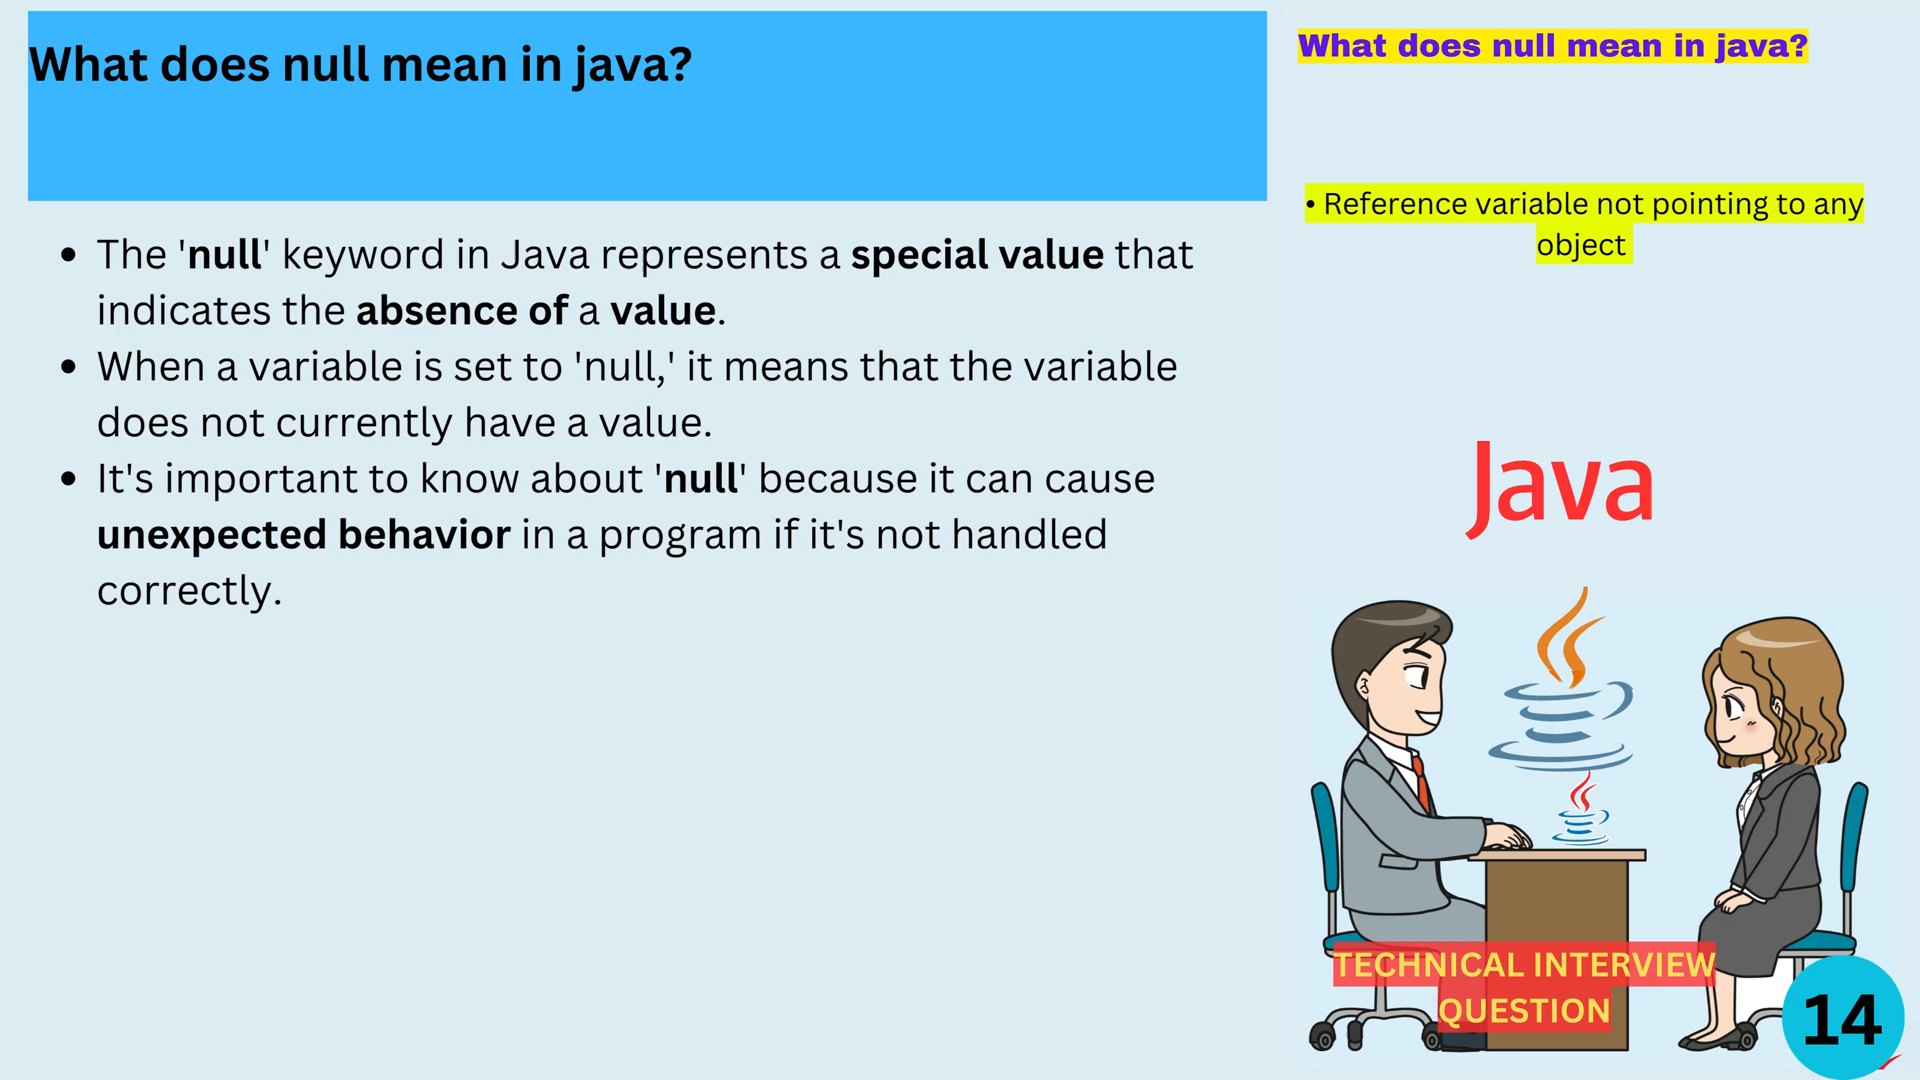 What does null mean in java?
• The 'null' keyword in Java represents a special value that
indicates the absence of a value.
• When a variable is set to 'null,' it means that the variable
does not currently have a value.
• It's important to know about 'null' because it can cause
unexpected behavior in a program if it's not handled
correctly.
What does null mean in java?
• Reference variable not pointing to any
object
Java
TECHNICAL INTERVIEW
QUESTION
14